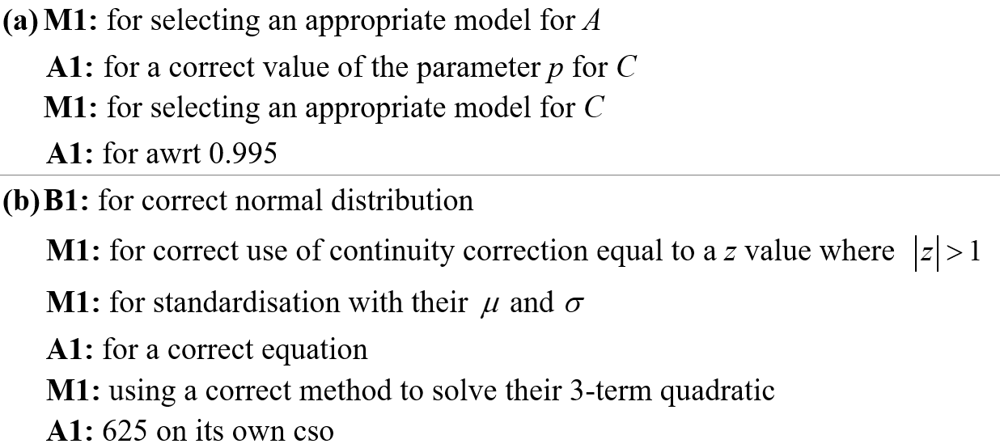 (a) M1: for selecting an appropriate model for A
A1: for a correct value of the parameter p for C
M1: for selecting an appropriate model for C
A1: for awrt 0.995
(b) B1: for correct normal distribution
M1: for correct use of continuity correction equal to a z value where |z| > 1
M1: for standardisation with their μ and σ
A1: for a correct equation
M1: using a correct method to solve their 3-term quadratic
A1: 625 on its own cso